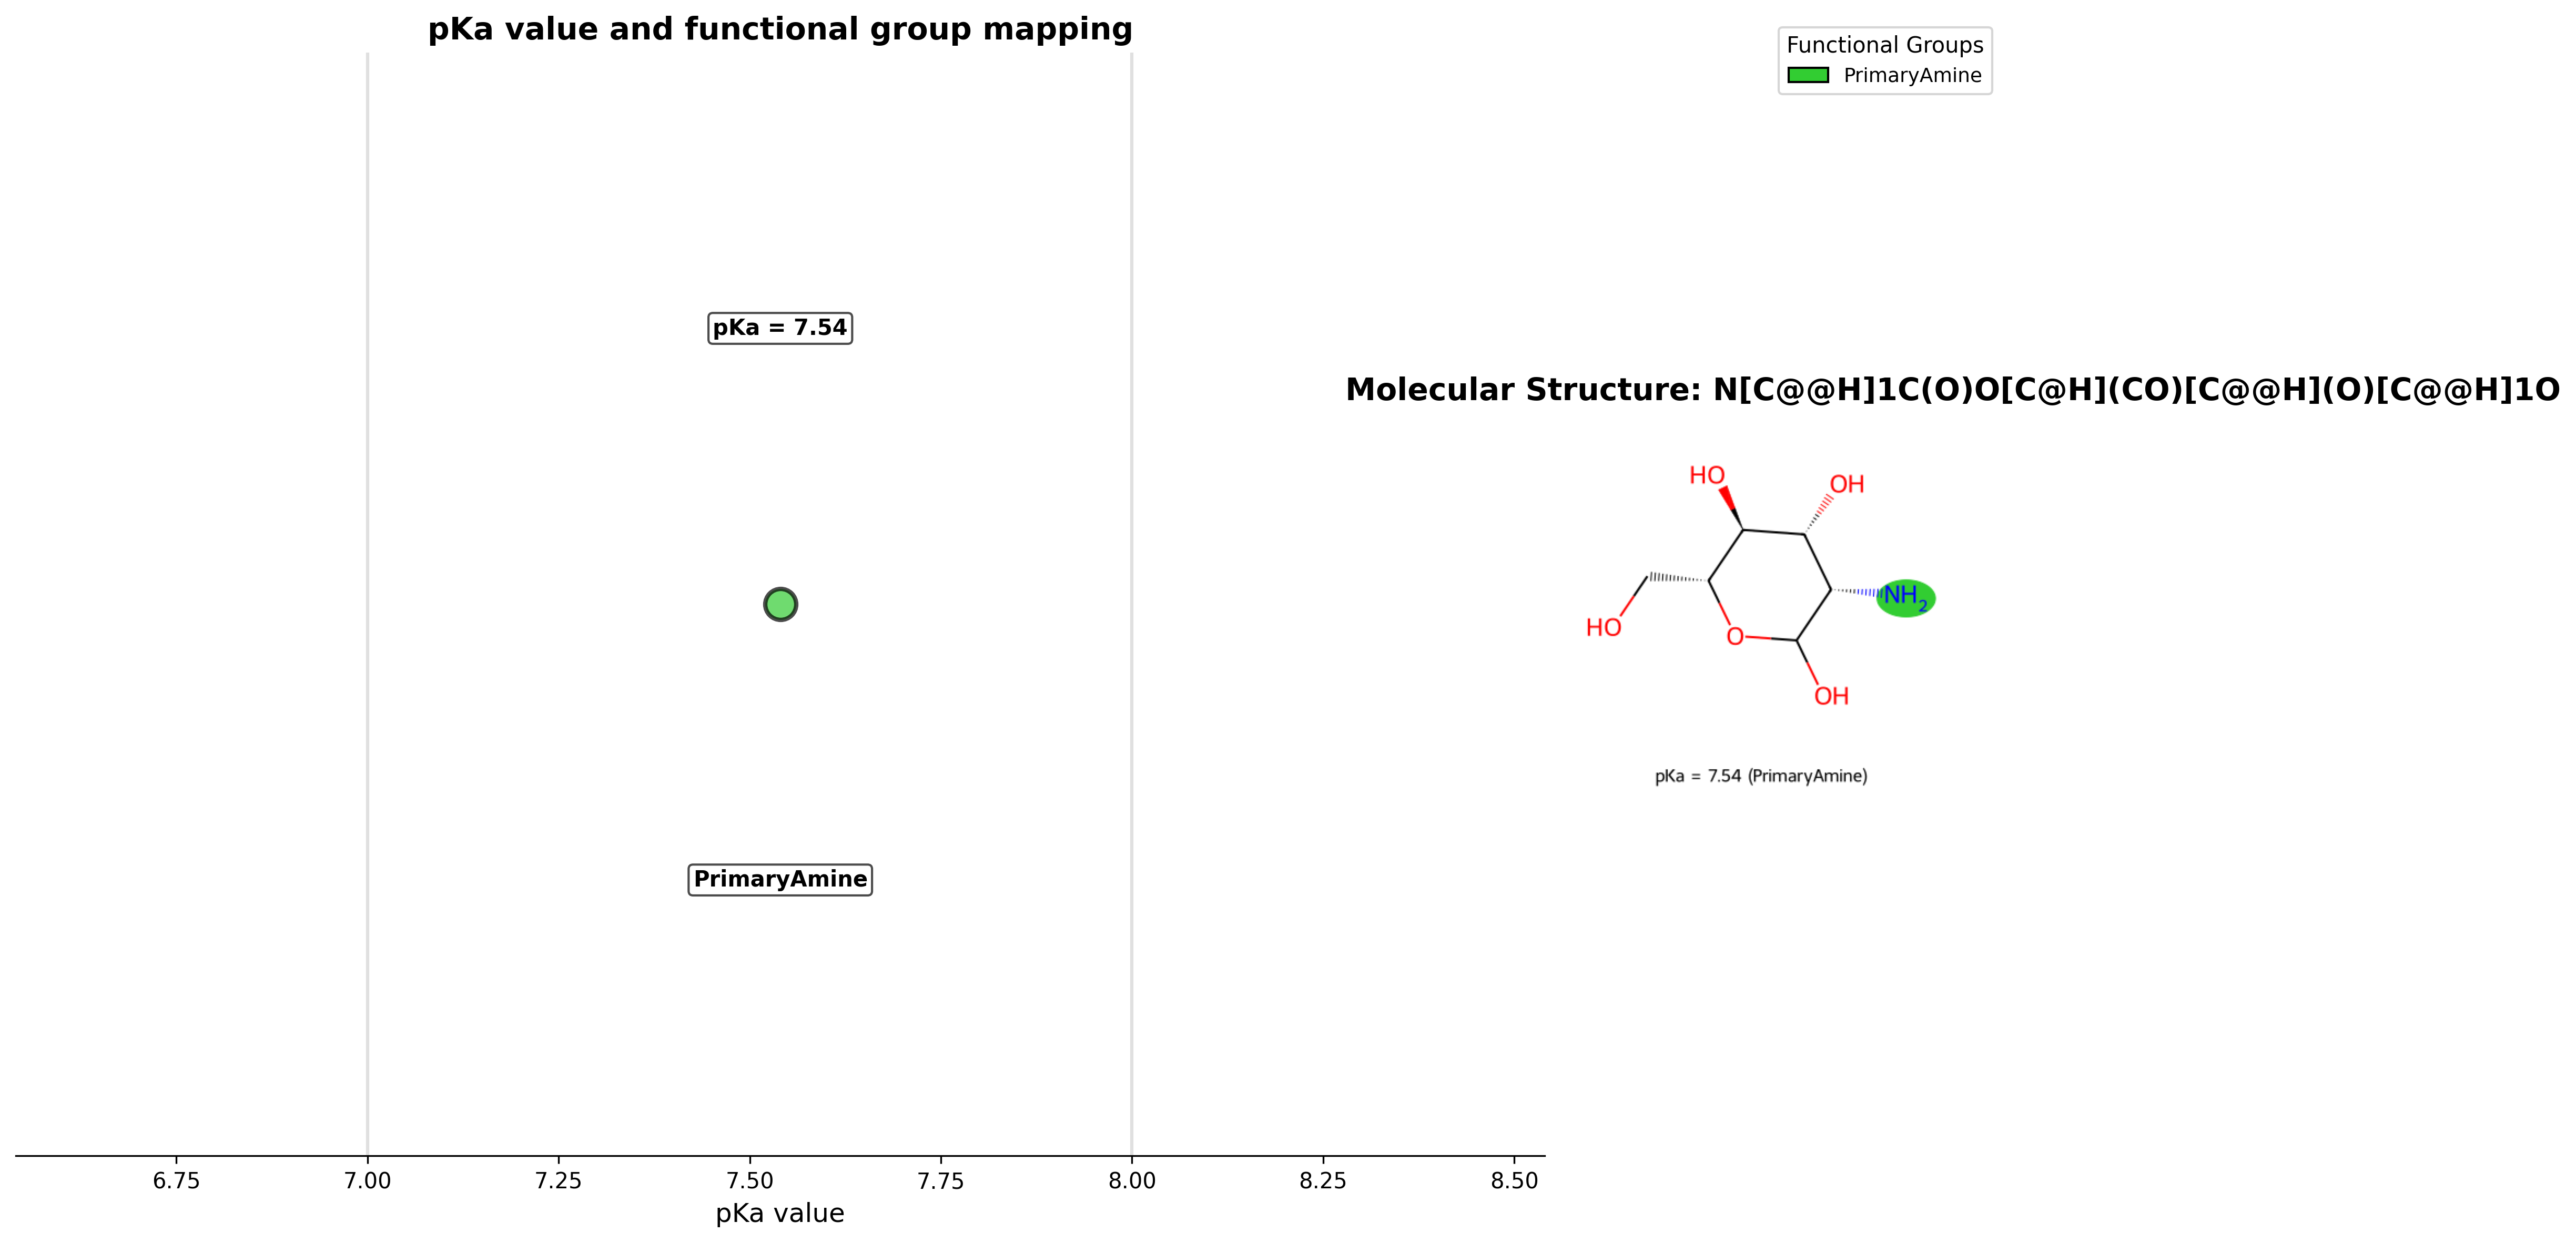 pKa value and functional group mapping
pKa = 7.54
PrimaryAmine
6.75 7.00 7.25 7.50 7.75 8.00 8.25 8.50
pKa value
Functional Groups
PrimaryAmine
Molecular Structure: N[C@@H]1C(O)O[C@H](CO)[C@@H](O)[C@@H]1O
HO
OH
NH2
HO
O
OH
pKa = 7.54 (PrimaryAmine)